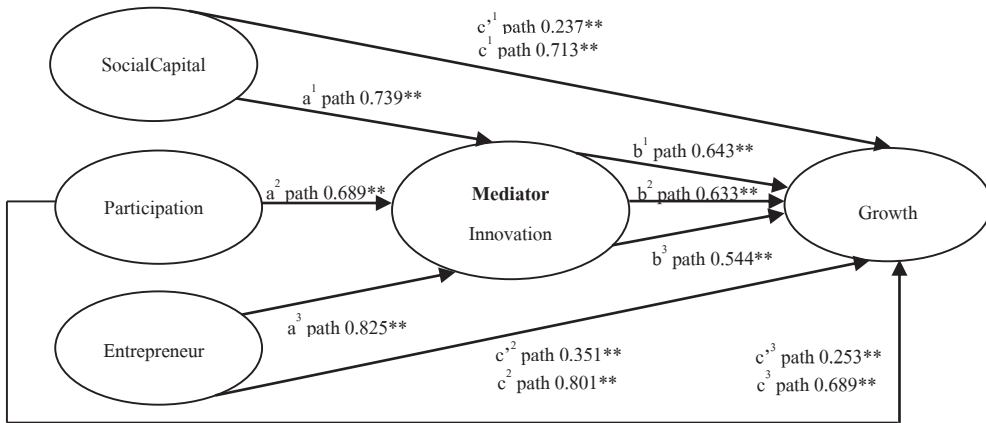 c’¹ path 0.237**
c¹ path 0.713**
SocialCapital
a¹ path 0.739**
b¹ path 0.643**
a² path 0.689**
Mediator
b² path 0.633**
Participation
Innovation
Growth
b³ path 0.544**
a³ path 0.825**
Entrepreneur
c’² path 0.351**
c² path 0.801**
c’³ path 0.253**
c³ path 0.689**